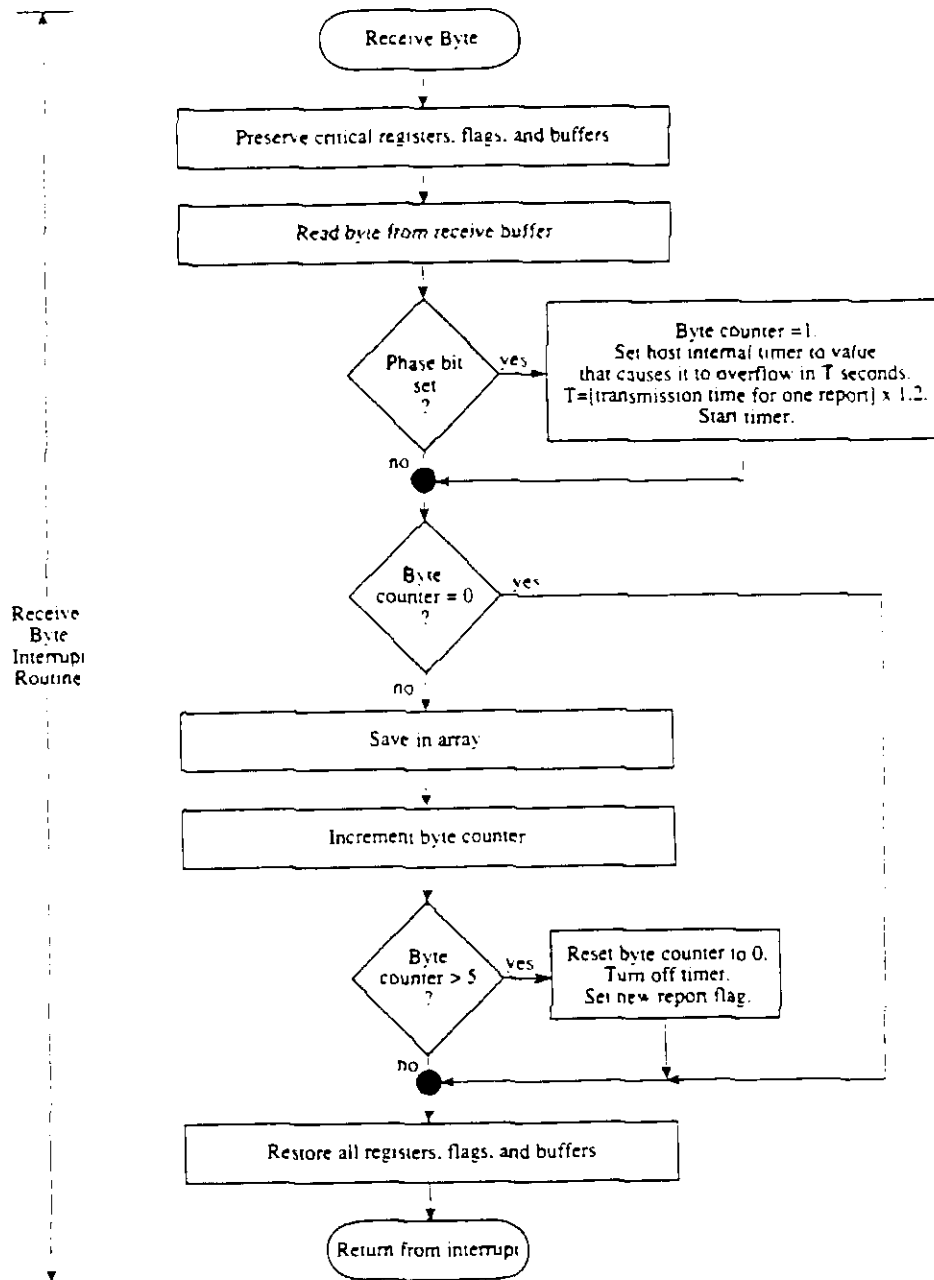 Receive Byte
Preserve critical registers, flags, and buffers
Read byte from receive buffer
Phase bit
set
?
yes
Byte counter =1.
Set host internal timer to value
that causes it to overflow in T seconds.
T=[transmission time for one report] x 1.2.
Start timer.
no
Byte
counter = 0
?
yes
Receive
Byte
Interrupt
Routine
no
Save in array
Increment byte counter
Byte
counter > 5
?
yes
Reset byte counter to 0.
Turn off timer.
Set new report flag.
no
Restore all registers, flags, and buffers
Return from interrupt